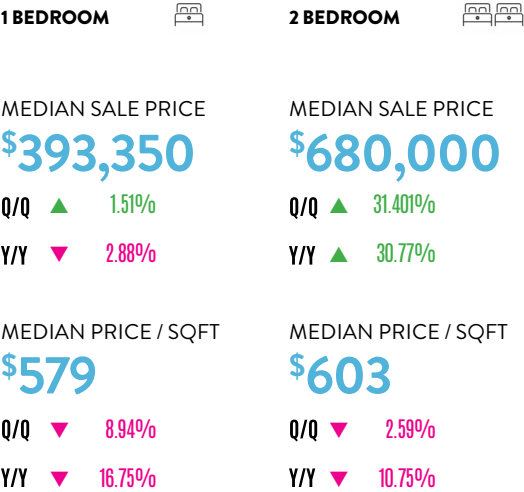 1 BEDROOM
MEDIAN SALE PRICE
$393,350
Q/Q ▲ 1.51%
Y/Y ▼ 2.88%
MEDIAN PRICE / SQFT
$579
Q/Q ▼ 8.94%
Y/Y ▼ 16.75%
2 BEDROOM
MEDIAN SALE PRICE
$680,000
Q/Q ▲ 31.401%
Y/Y ▲ 30.77%
MEDIAN PRICE / SQFT
$603
Q/Q ▼ 2.59%
Y/Y ▼ 10.75%